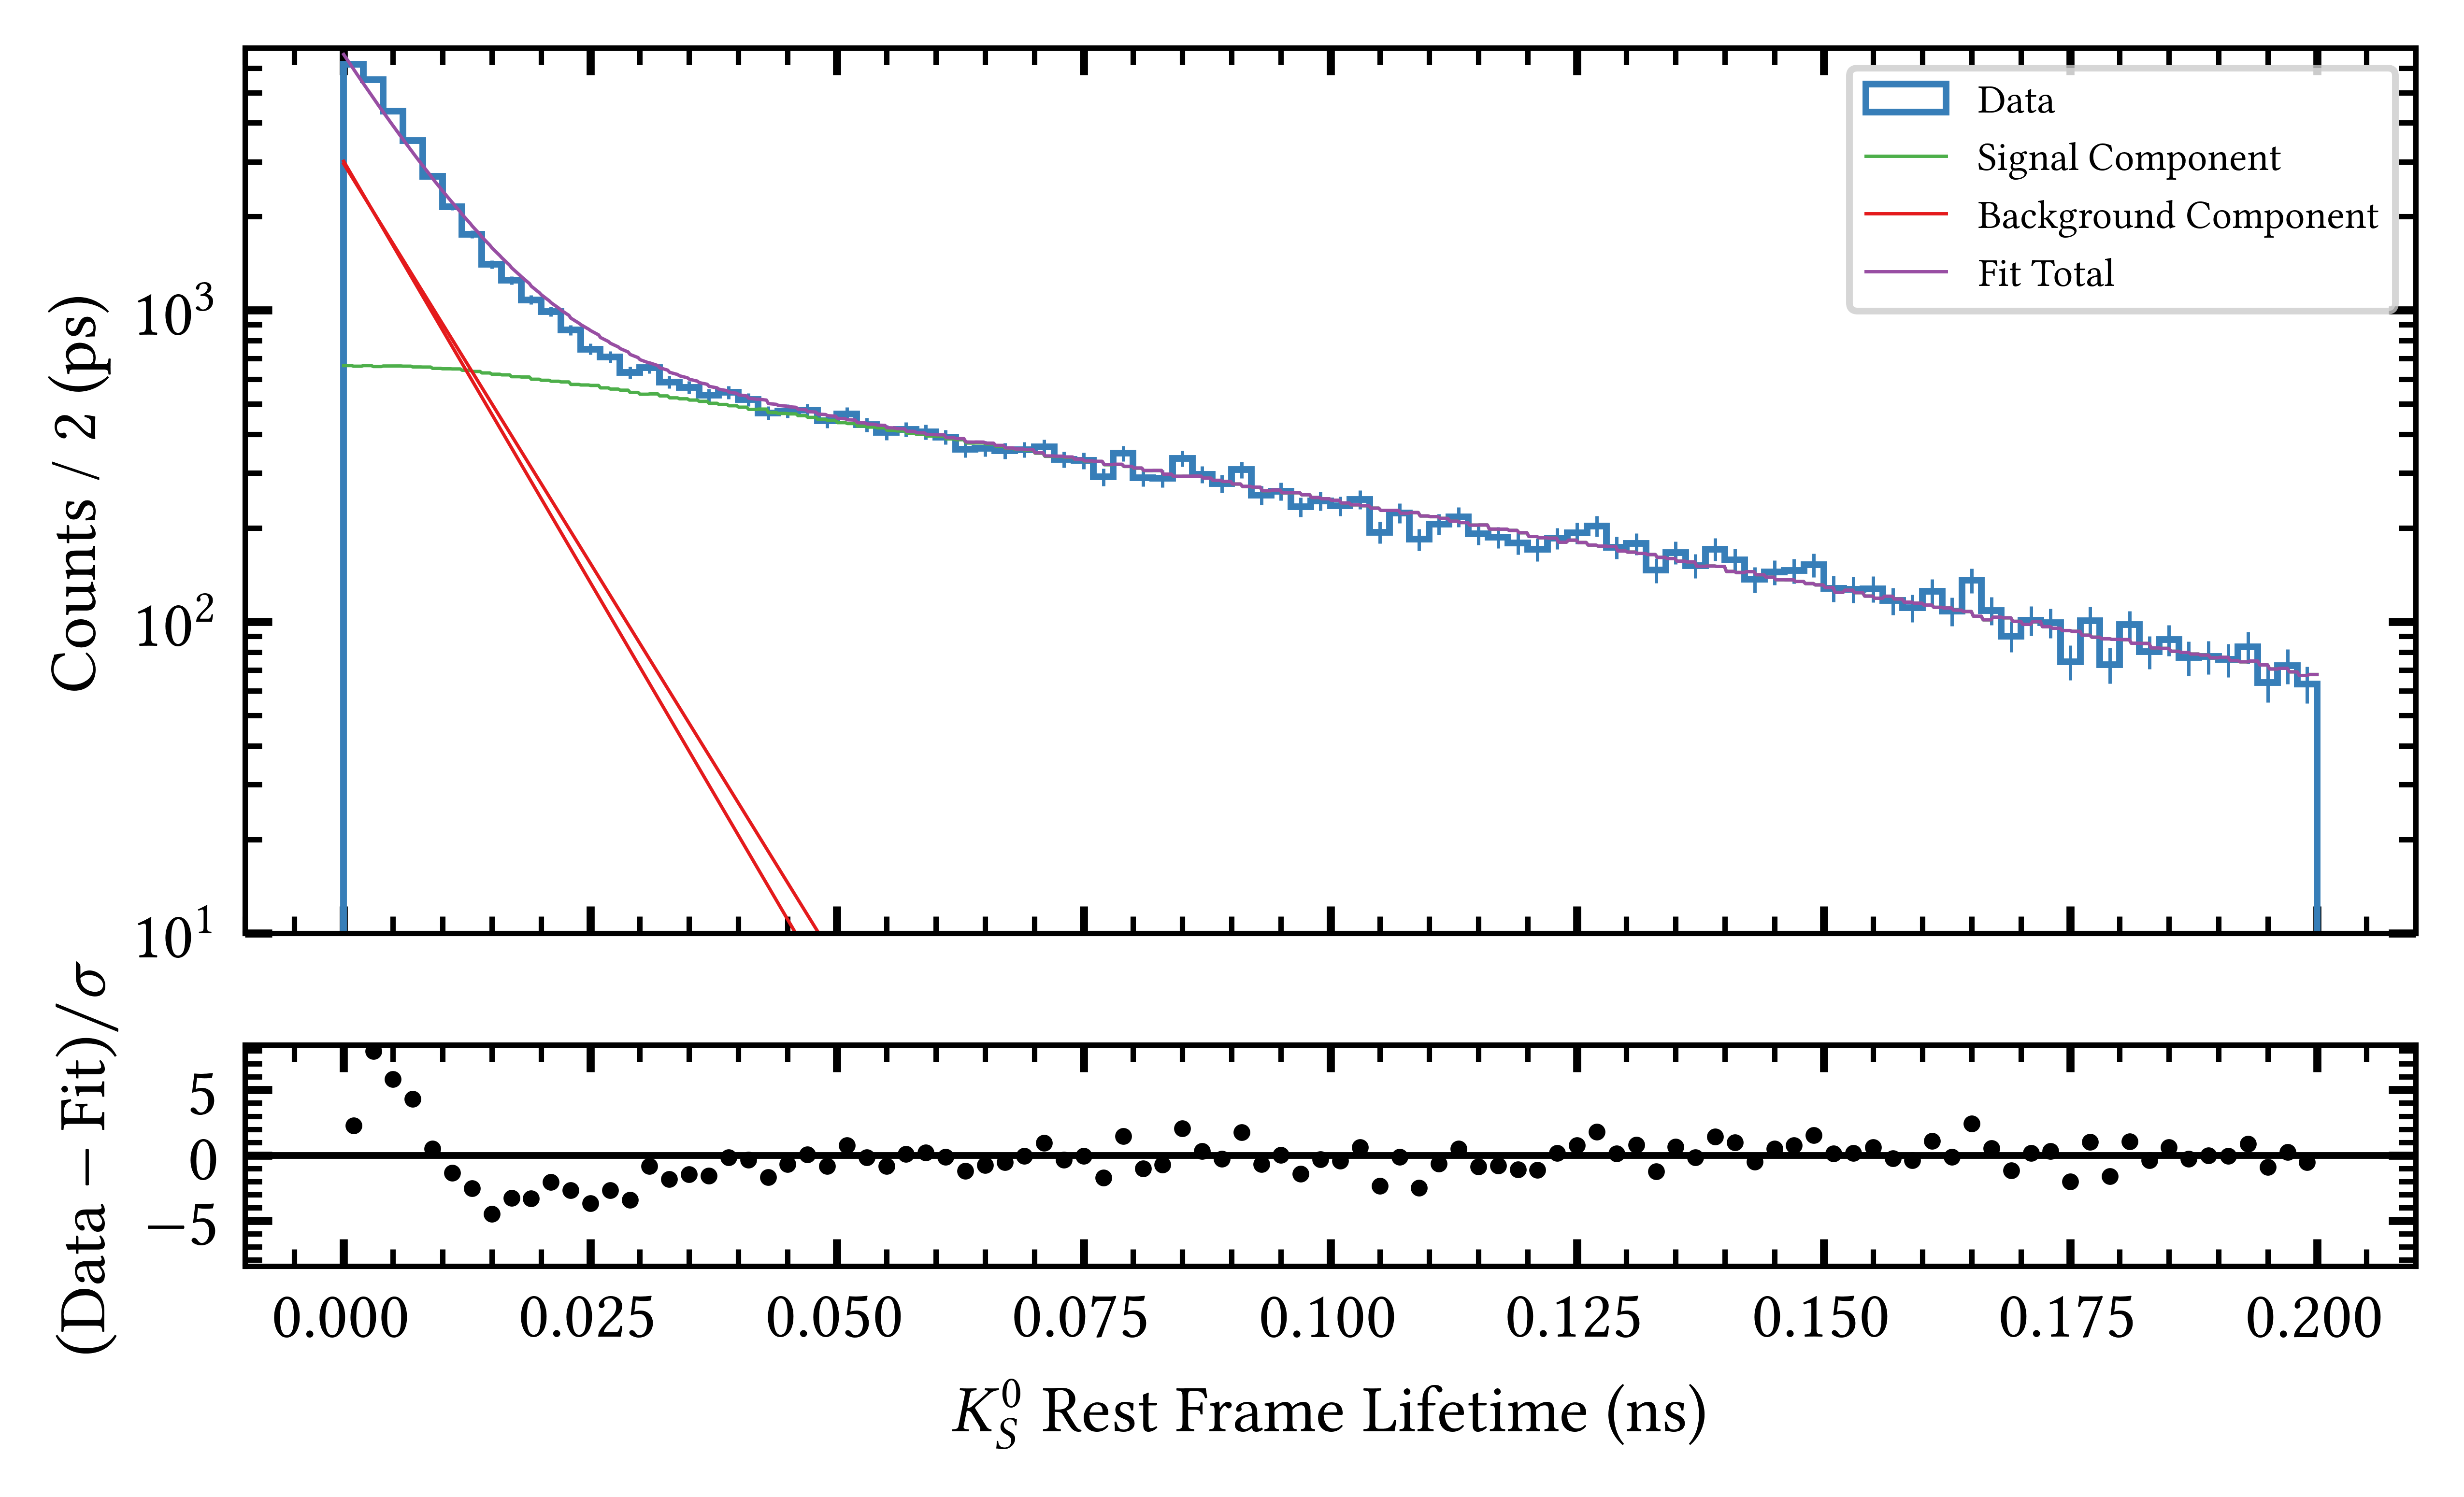 Counts / 2 (ps)
10³
10²
10¹
Data
Signal Component
Background Component
Fit Total
(Data − Fit)/σ
5
0
−5
0.000 0.025 0.050 0.075 0.100 0.125 0.150 0.175 0.200
K_S^0 Rest Frame Lifetime (ns)